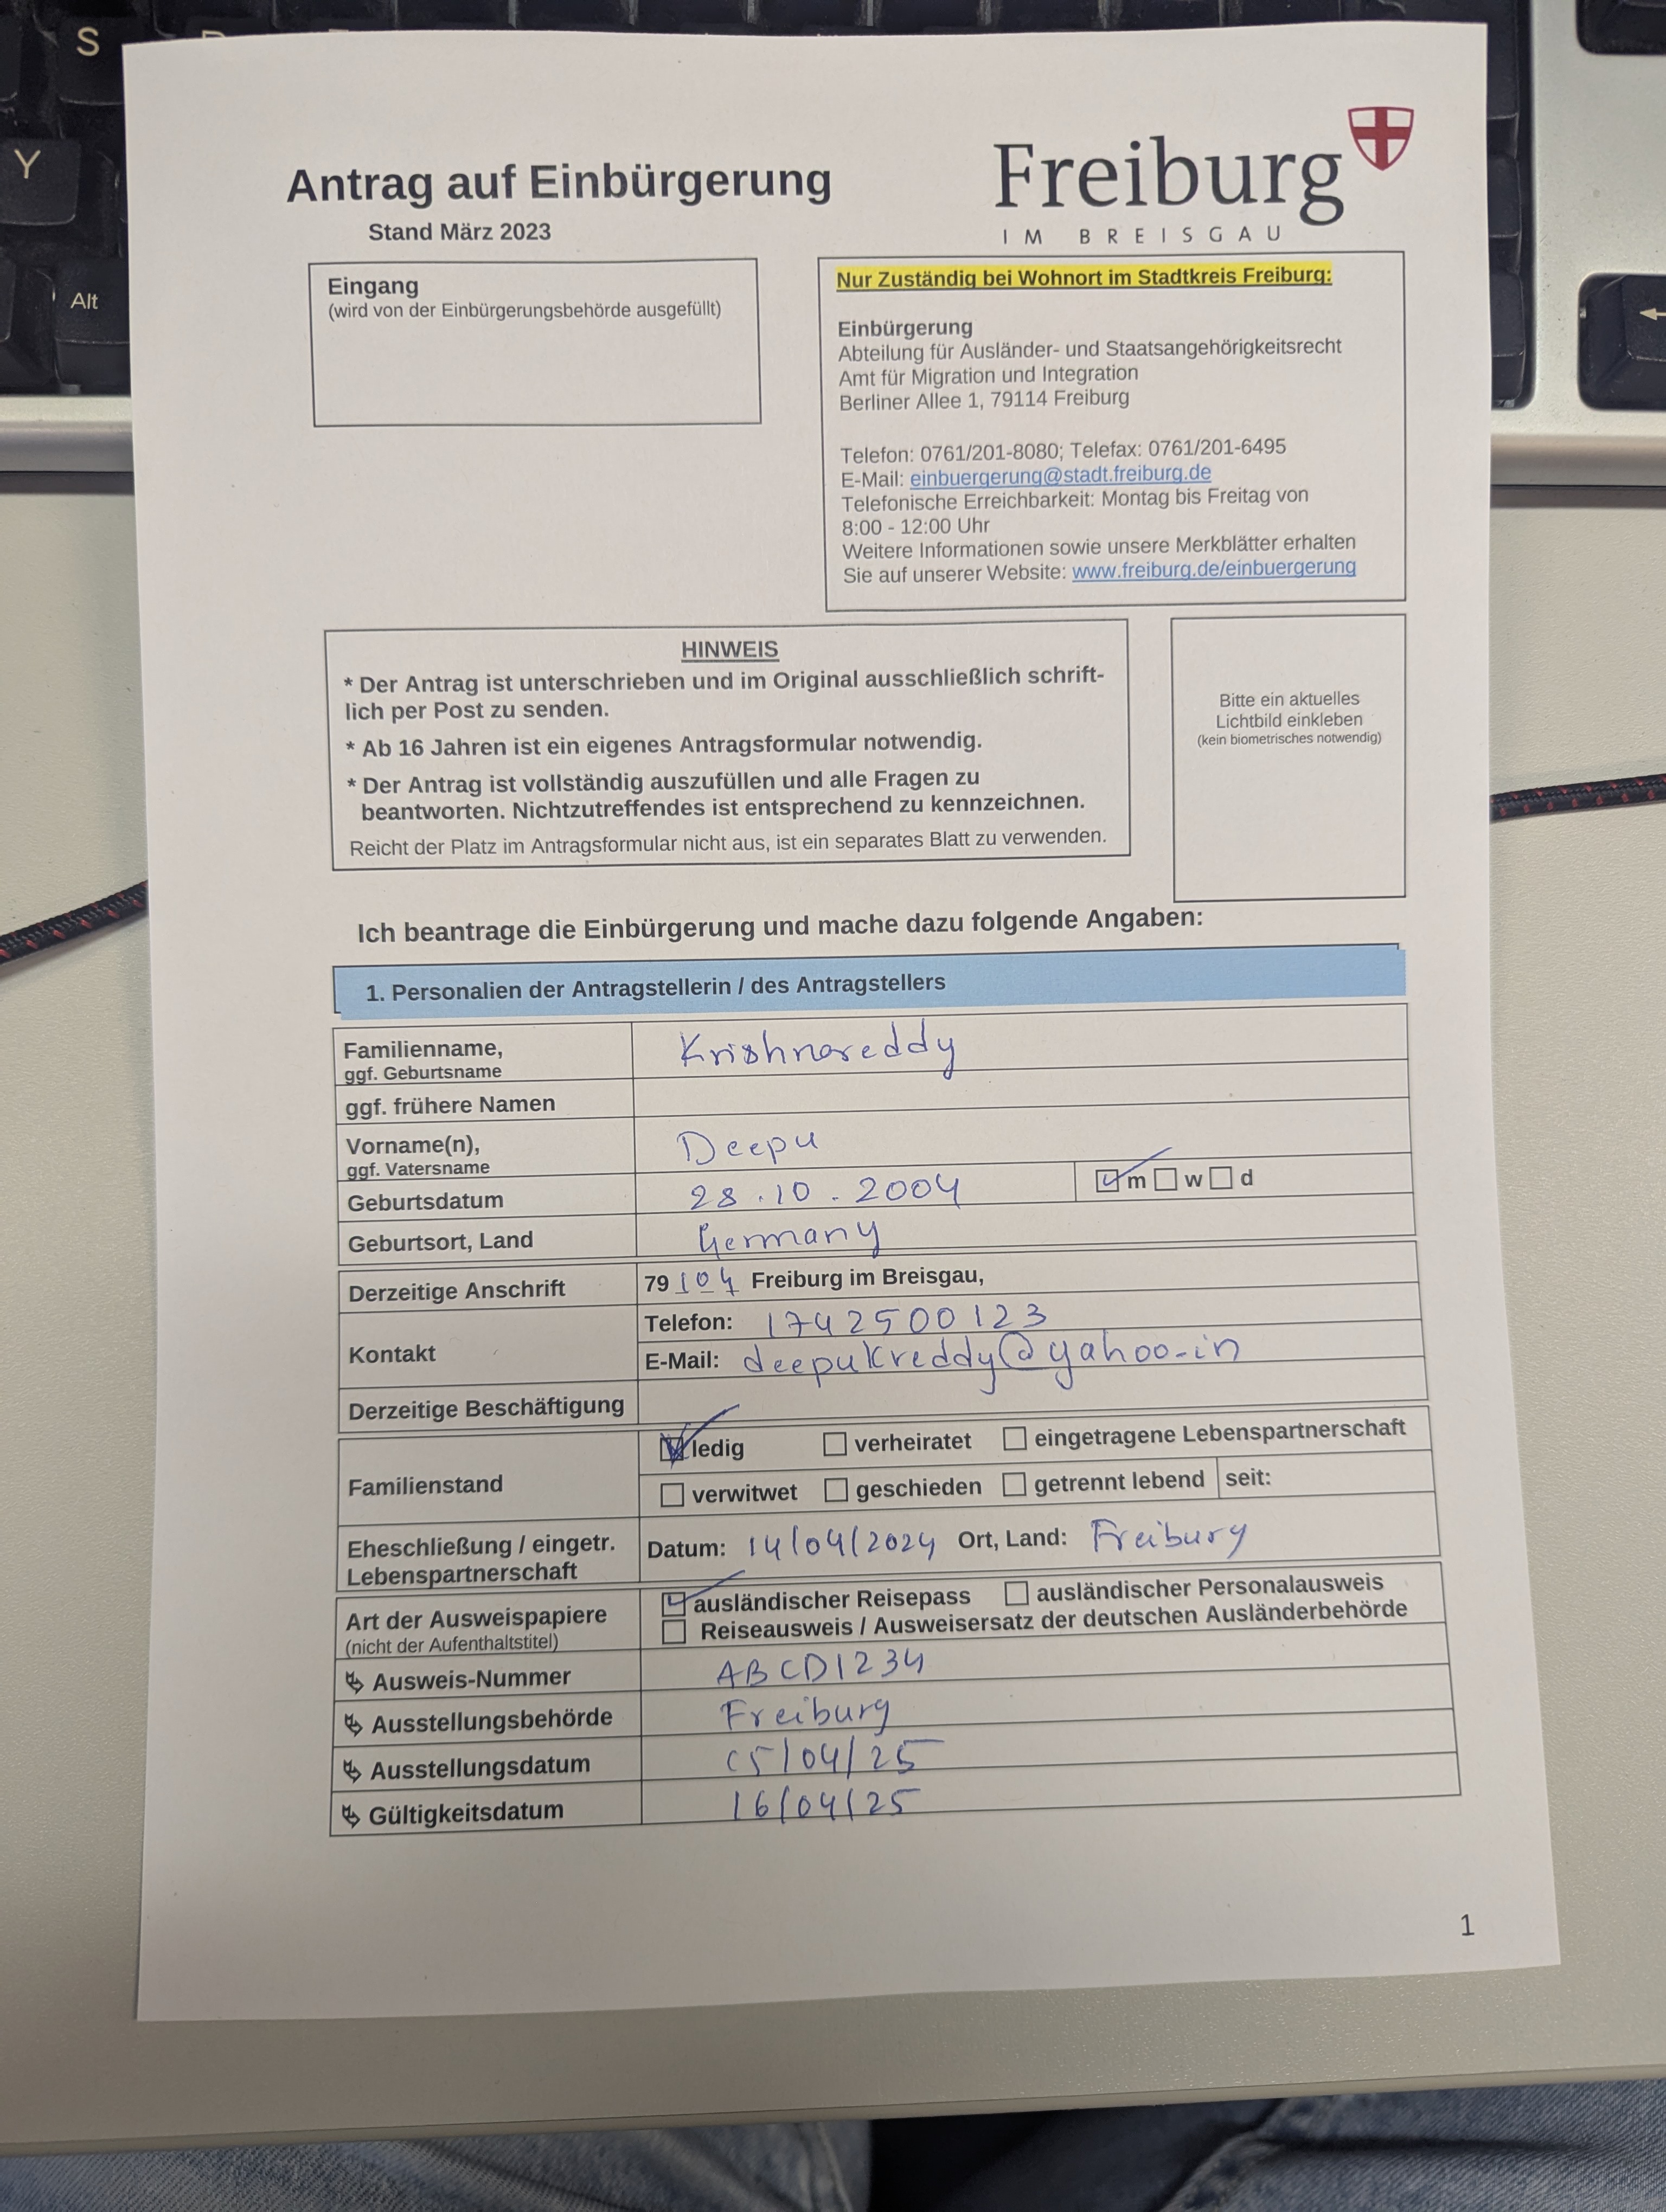 S
Y
Alt
Antrag auf Einbürgerung
Stand März 2023
Freiburg
IM BREISGAU
Eingang
(wird von der Einbürgerungsbehörde ausgefüllt)
Nur Zuständig bei Wohnort im Stadtkreis Freiburg:
Einbürgerung
Abteilung für Ausländer- und Staatsangehörigkeitsrecht
Amt für Migration und Integration
Berliner Allee 1, 79114 Freiburg
Telefon: 0761/201-8080; Telefax: 0761/201-6495
E-Mail: einbuergerung@stadt.freiburg.de
Telefonische Erreichbarkeit: Montag bis Freitag von
8:00 - 12:00 Uhr
Weitere Informationen sowie unsere Merkblätter erhalten
Sie auf unserer Website: www.freiburg.de/einbuergerung
HINWEIS
* Der Antrag ist unterschrieben und im Original ausschließlich schrift-
lich per Post zu senden.
* Ab 16 Jahren ist ein eigenes Antragsformular notwendig.
* Der Antrag ist vollständig auszufüllen und alle Fragen zu
beantworten. Nichtzutreffendes ist entsprechend zu kennzeichnen.
Reicht der Platz im Antragsformular nicht aus, ist ein separates Blatt zu verwenden.
Bitte ein aktuelles
Lichtbild einkleben
(kein biometrisches notwendig)
Ich beantrage die Einbürgerung und mache dazu folgende Angaben:
1. Personalien der Antragstellerin / des Antragstellers
Familienname, Krishnareddy
ggf. Geburtsname
ggf. frühere Namen
Vorname(n), Deepu
ggf. Vatersname
Geburtsdatum 28.10.2004 m w d
Geburtsort, Land Germany
Derzeitige Anschrift 79104 Freiburg im Breisgau,
Kontakt
Telefon: 1742500123
E-Mail: deepukreddy@yahoo.in
Derzeitige Beschäftigung
Familienstand
ledig verheiratet eingetragene Lebenspartnerschaft
verwitwet geschieden getrennt lebend seit:
Eheschließung / eingetr.
Lebenspartnerschaft
Datum: 14/04/2024 Ort, Land: Freiburg
Art der Ausweispapiere
(nicht der Aufenthaltstitel)
ausländischer Reisepass ausländischer Personalausweis
Reiseausweis / Ausweisersatz der deutschen Ausländerbehörde
Ausweis-Nummer ABCD1234
Ausstellungsbehörde Freiburg
Ausstellungsdatum 05/04/25
Gültigkeitsdatum 16/04/25
1